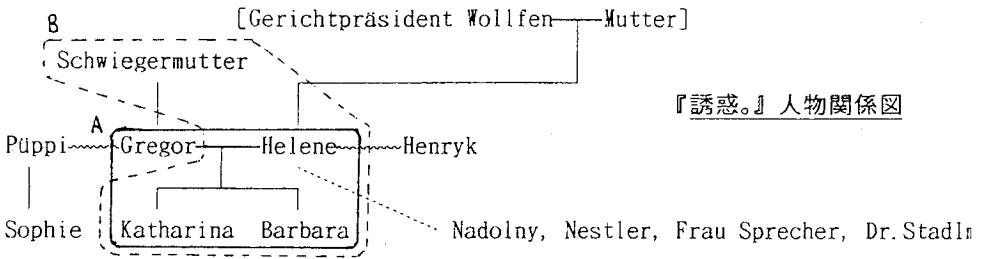 [Gerichtpräsident Wollfen Mutter]
B
Schwiegermutter
『誘惑。』人物関係図
A
Püppi Gregor Helene Henryk
Sophie Katharina Barbara Nadolny, Nestler, Frau Sprecher, Dr.